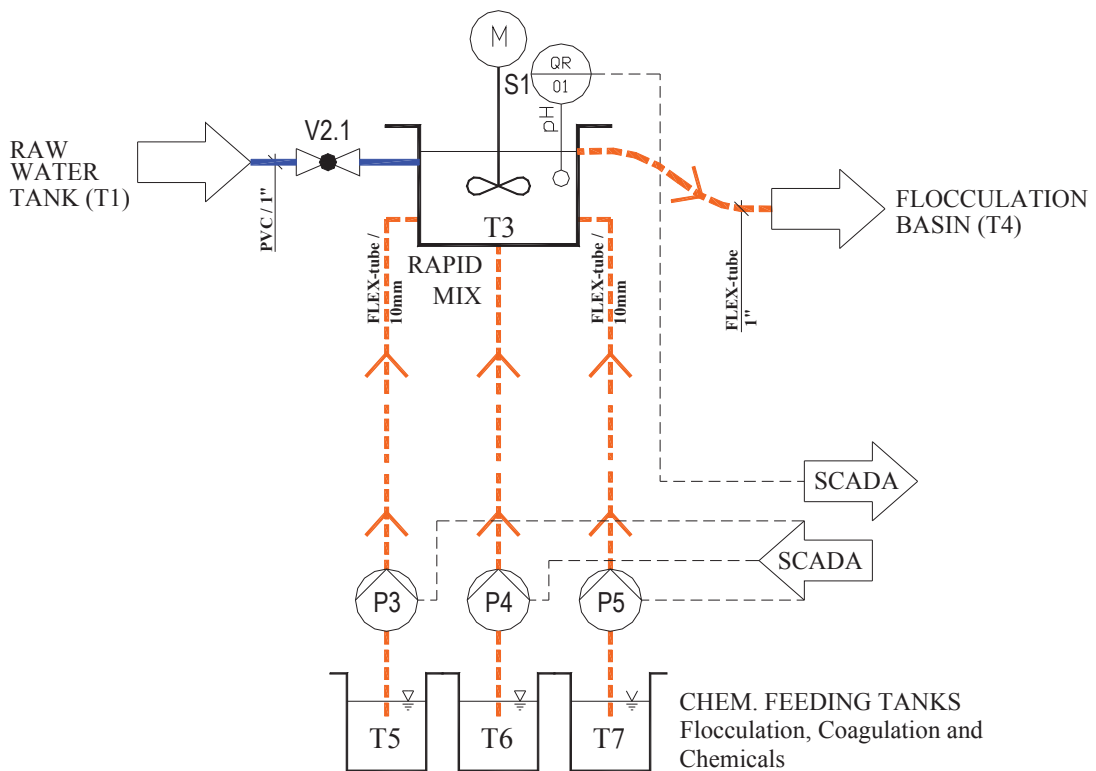 M
S1
QR
01
pH
V2.1
RAW
WATER
TANK (T1)
PVC / 1"
T3
RAPID
MIX
FLEX-tube /
10mm
FLEX-tube /
10mm
FLOCCULATION
BASIN (T4)
FLEX-tube
1"
SCADA
SCADA
P3
P4
P5
T5
T6
T7
CHEM. FEEDING TANKS
Flocculation, Coagulation and
Chemicals